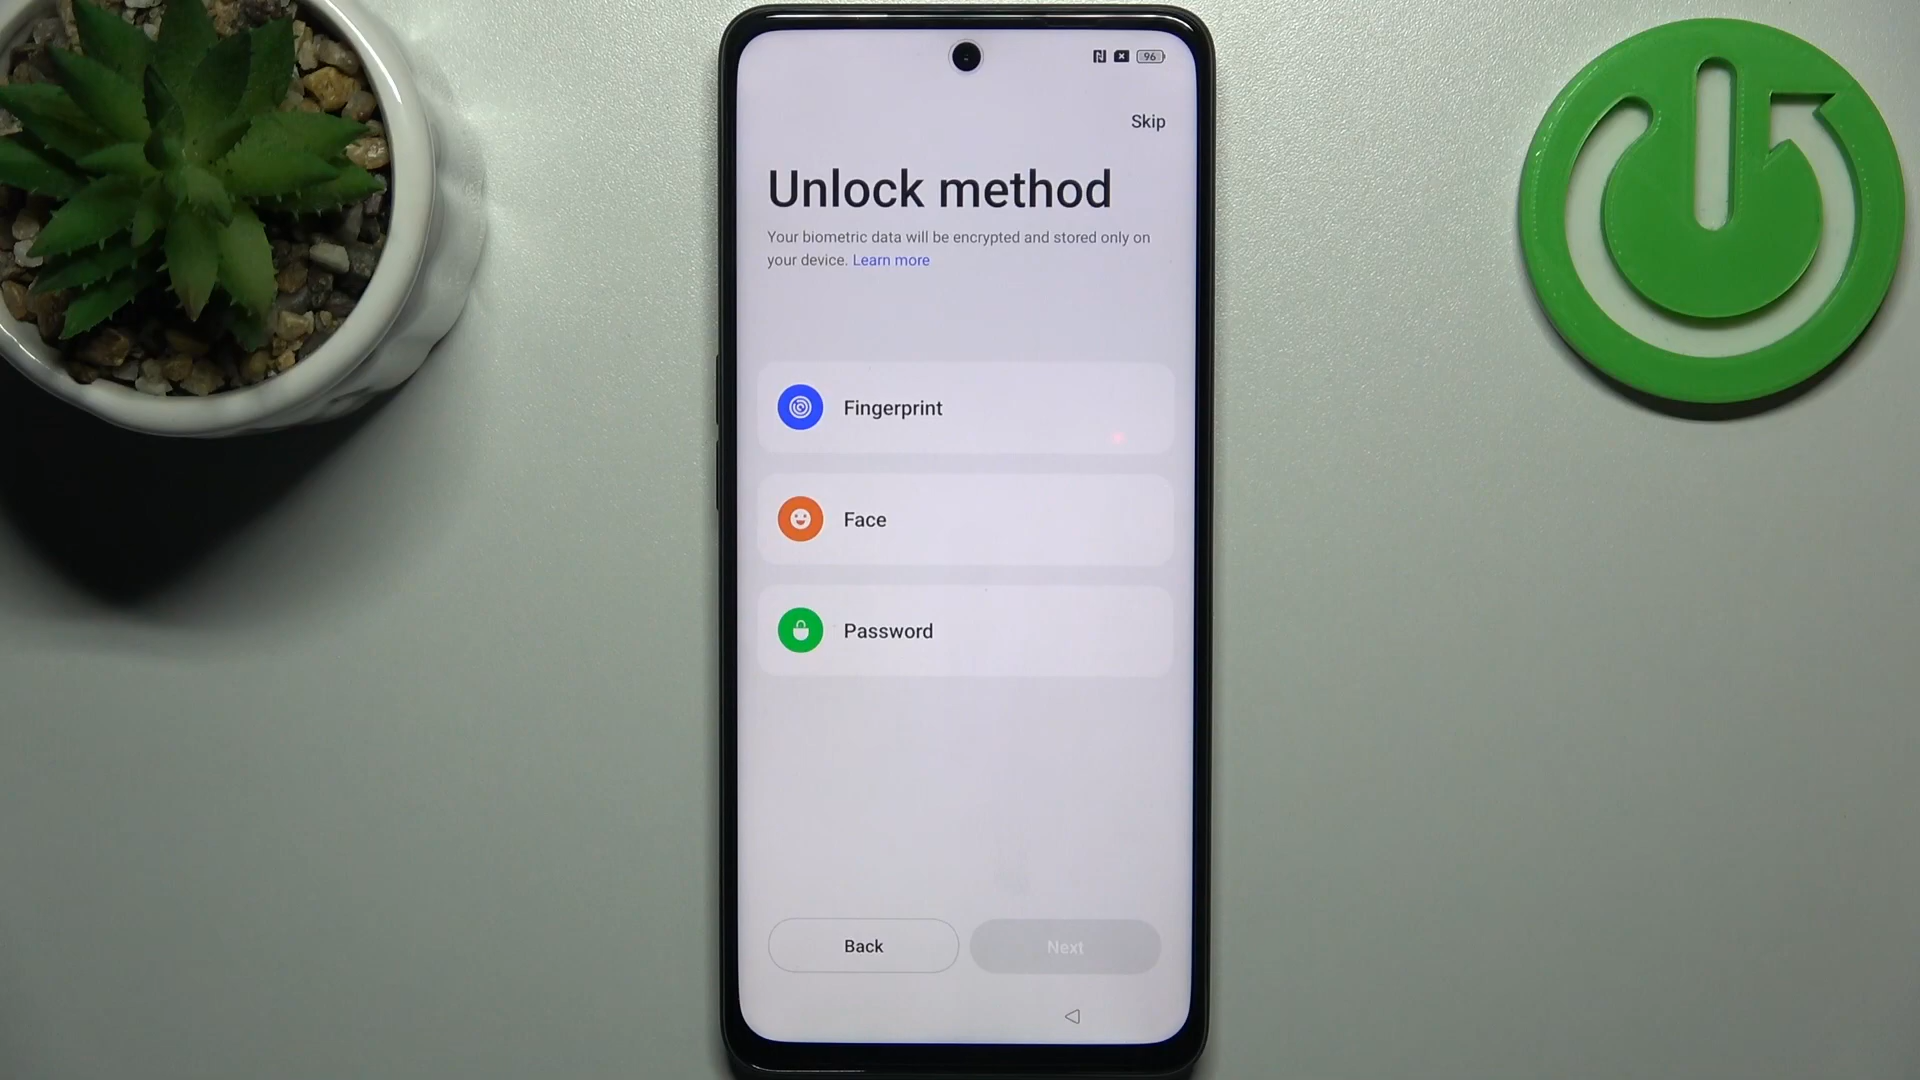 96
Skip
Unlock method
Your biometric data will be encrypted and stored only on
your device. Learn more
Fingerprint
Face
Password
Back
Next